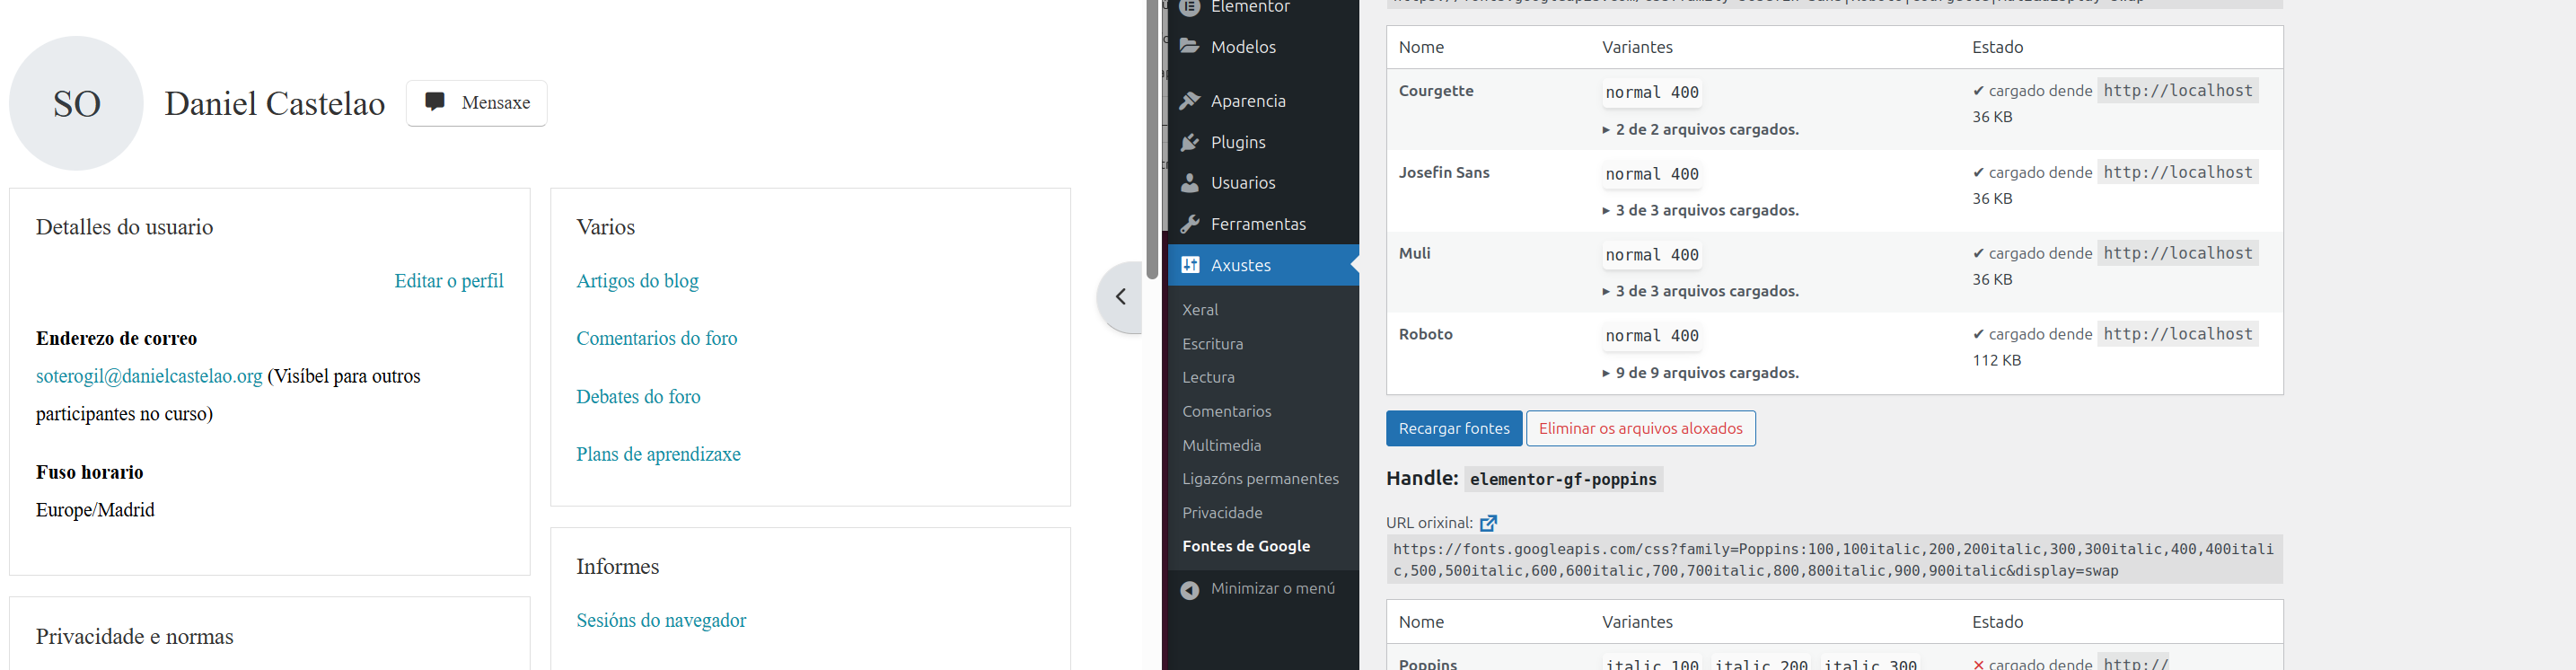 SO
Daniel Castelao
Mensaxe
Detalles do usuario
Editar o perfil
Enderezo de correo
soterogil@danielcastelao.org (Visíbel para outros
participantes no curso)
Fuso horario
Europe/Madrid
Privacidade e normas
Varios
Artigos do blog
Comentarios do foro
Debates do foro
Plans de aprendizaxe
Informes
Sesións do navegador
Elementor
Modelos
Aparencia
Plugins
Usuarios
Ferramentas
Axustes
Xeral
Escritura
Lectura
Comentarios
Multimedia
Ligazóns permanentes
Privacidade
Fontes de Google
Minimizar o menú
Nome Variantes Estado
Courgette normal 400 ✔ cargado dende http://localhost
36 KB
▸ 2 de 2 arquivos cargados.
Josefin Sans normal 400 ✔ cargado dende http://localhost
36 KB
▸ 3 de 3 arquivos cargados.
Muli normal 400 ✔ cargado dende http://localhost
36 KB
▸ 3 de 3 arquivos cargados.
Roboto normal 400 ✔ cargado dende http://localhost
112 KB
▸ 9 de 9 arquivos cargados.
Recargar fontes Eliminar os arquivos aloxados
Handle: elementor-gf-poppins
URL orixinal:
https://fonts.googleapis.com/css?family=Poppins:100,100italic,200,200italic,300,300italic,400,400itali
c,500,500italic,600,600italic,700,700italic,800,800italic,900,900italic&display=swap
Nome Variantes Estado
Poppins italic 100 italic 200 italic 300 ✕ cargado dende http://